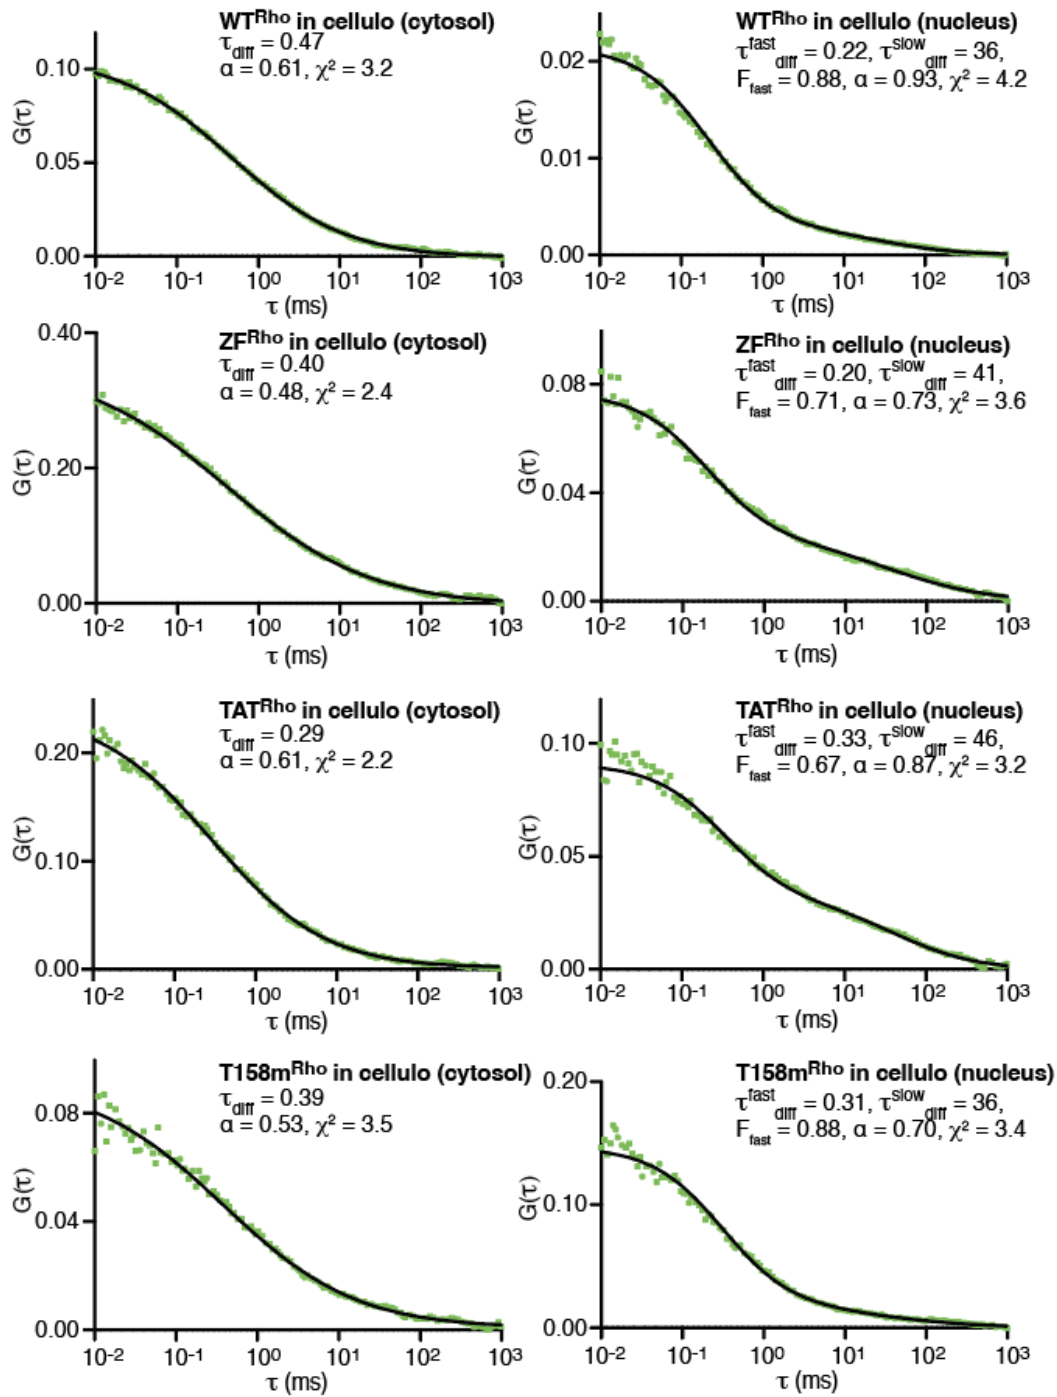 WTRho in cellulo (cytosol)
τdiff = 0.47
α = 0.61, χ² = 3.2
G(τ)
0.10
0.05
0.00
10-2 10-1 100 101 102 103
τ (ms)
WTRho in cellulo (nucleus)
τfastdiff = 0.22, τslowdiff = 36,
Ffast = 0.88, α = 0.93, χ² = 4.2
G(τ)
0.02
0.01
0.00
10-2 10-1 100 101 102 103
τ (ms)
ZFRho in cellulo (cytosol)
τdiff = 0.40
α = 0.48, χ² = 2.4
G(τ)
0.40
0.20
0.00
10-2 10-1 100 101 102 103
τ (ms)
ZFRho in cellulo (nucleus)
τfastdiff = 0.20, τslowdiff = 41,
Ffast = 0.71, α = 0.73, χ² = 3.6
G(τ)
0.08
0.04
0.00
10-2 10-1 100 101 102 103
τ (ms)
TATRho in cellulo (cytosol)
τdiff = 0.29
α = 0.61, χ² = 2.2
G(τ)
0.20
0.10
0.00
10-2 10-1 100 101 102 103
τ (ms)
TATRho in cellulo (nucleus)
τfastdiff = 0.33, τslowdiff = 46,
Ffast = 0.67, α = 0.87, χ² = 3.2
G(τ)
0.10
0.05
0.00
10-2 10-1 100 101 102 103
τ (ms)
T158mRho in cellulo (cytosol)
τdiff = 0.39
α = 0.53, χ² = 3.5
G(τ)
0.08
0.04
0.00
10-2 10-1 100 101 102 103
τ (ms)
T158mRho in cellulo (nucleus)
τfastdiff = 0.31, τslowdiff = 36,
Ffast = 0.88, α = 0.70, χ² = 3.4
G(τ)
0.20
0.10
0.00
10-2 10-1 100 101 102 103
τ (ms)